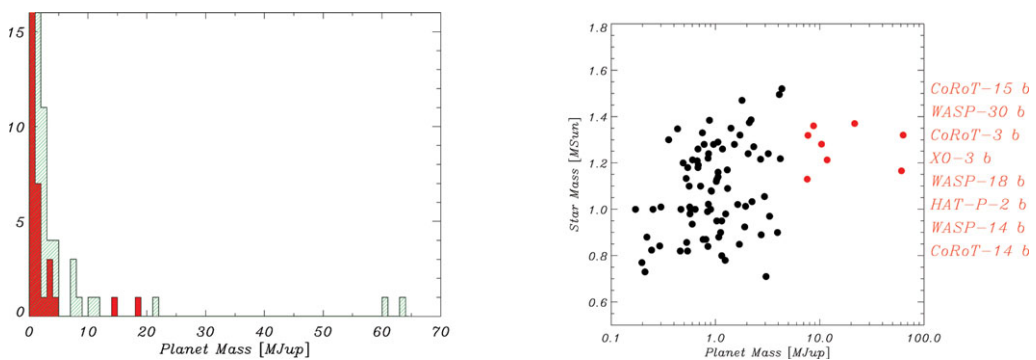 15
10
5
0
0 10 20 30 40 50 60 70
Planet Mass [MJup]
1.8
1.6
1.4
1.2
1.0
0.8
0.6
Star Mass [MSun]
0.1 1.0 10.0 100.0
Planet Mass [MJup]
CoRoT-15 b
WASP-30 b
CoRoT-3 b
XO-3 b
WASP-18 b
HAT-P-2 b
WASP-14 b
CoRoT-14 b